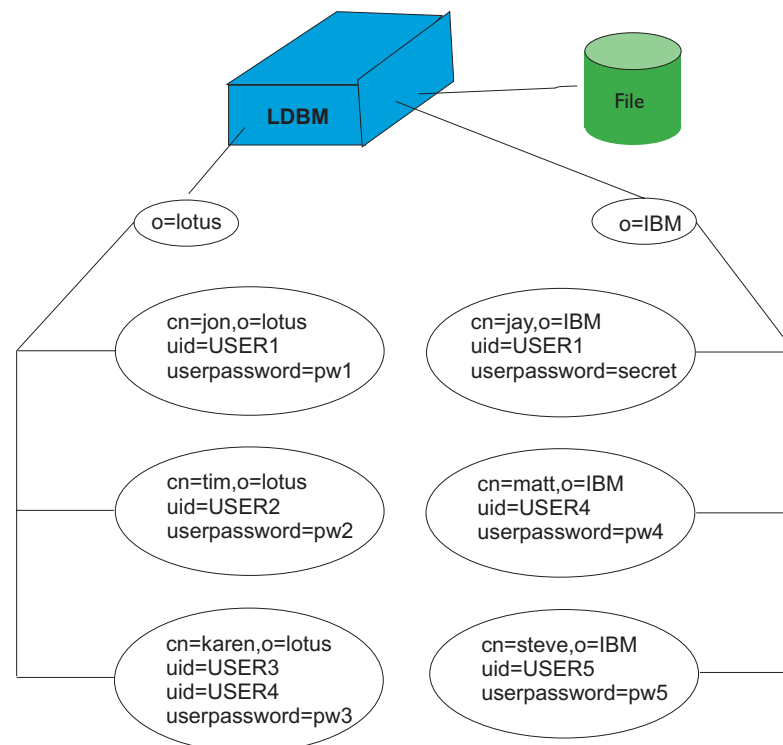 LDBM
File
o=lotus
o=IBM
cn=jon,o=lotus
uid=USER1
userpassword=pw1
cn=jay,o=IBM
uid=USER1
userpassword=secret
cn=tim,o=lotus
uid=USER2
userpassword=pw2
cn=matt,o=IBM
uid=USER4
userpassword=pw4
cn=karen,o=lotus
uid=USER3
uid=USER4
userpassword=pw3
cn=steve,o=IBM
uid=USER5
userpassword=pw5